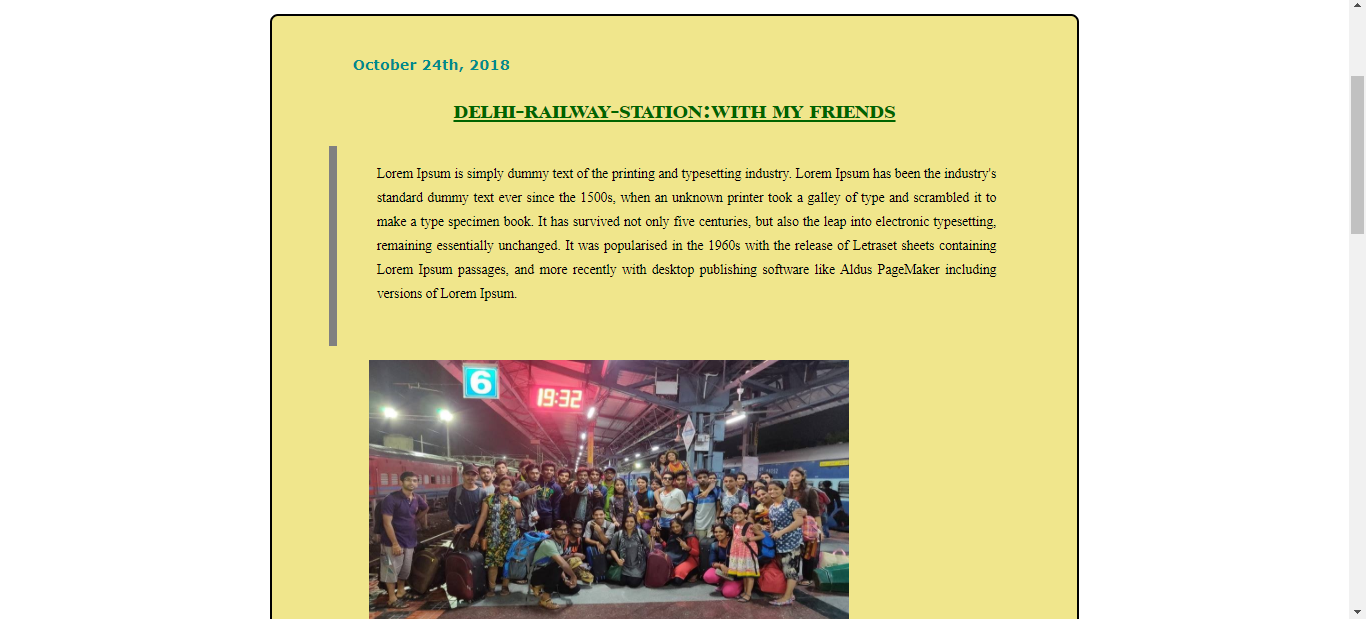 October 24th, 2018
DELHI-RAILWAY-STATION:WITH MY FRIENDS
Lorem Ipsum is simply dummy text of the printing and typesetting industry. Lorem Ipsum has been the industry's
standard dummy text ever since the 1500s, when an unknown printer took a galley of type and scrambled it to
make a type specimen book. It has survived not only five centuries, but also the leap into electronic typesetting,
remaining essentially unchanged. It was popularised in the 1960s with the release of Letraset sheets containing
Lorem Ipsum passages, and more recently with desktop publishing software like Aldus PageMaker including
versions of Lorem Ipsum.
6
19:32